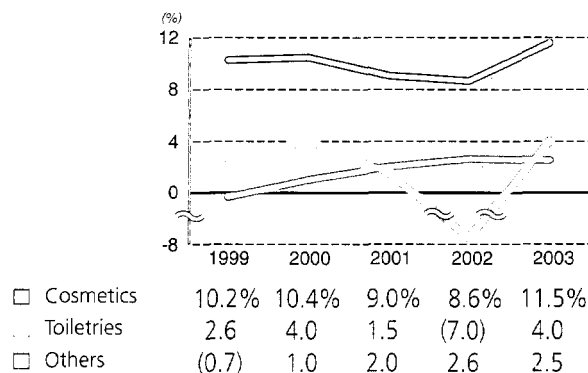 (%)
12
8
4
0
-8
1999 2000 2001 2002 2003
Cosmetics 10.2% 10.4% 9.0% 8.6% 11.5%
Toiletries 2.6 4.0 1.5 (7.0) 4.0
Others (0.7) 1.0 2.0 2.6 2.5